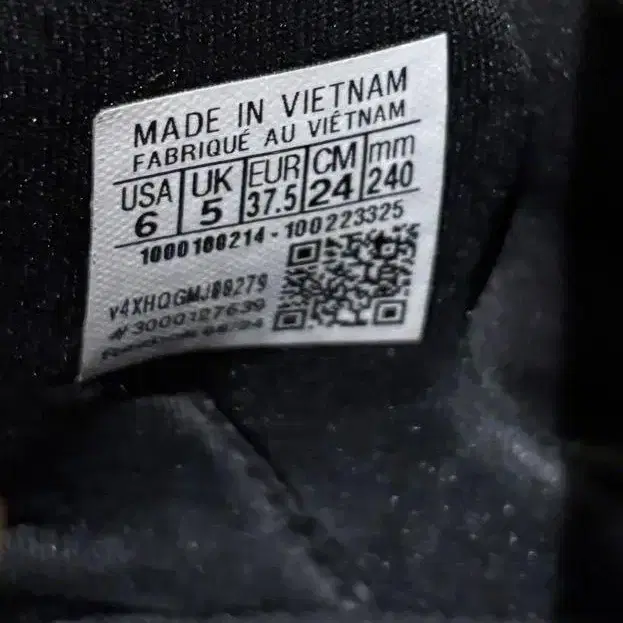 MADE IN VIETNAM
FABRIQUÉ AU VIÊTNAM
USA UK EUR CM mm
6 5 37.5 24 240
1000100214 - 100223325
#3000127639